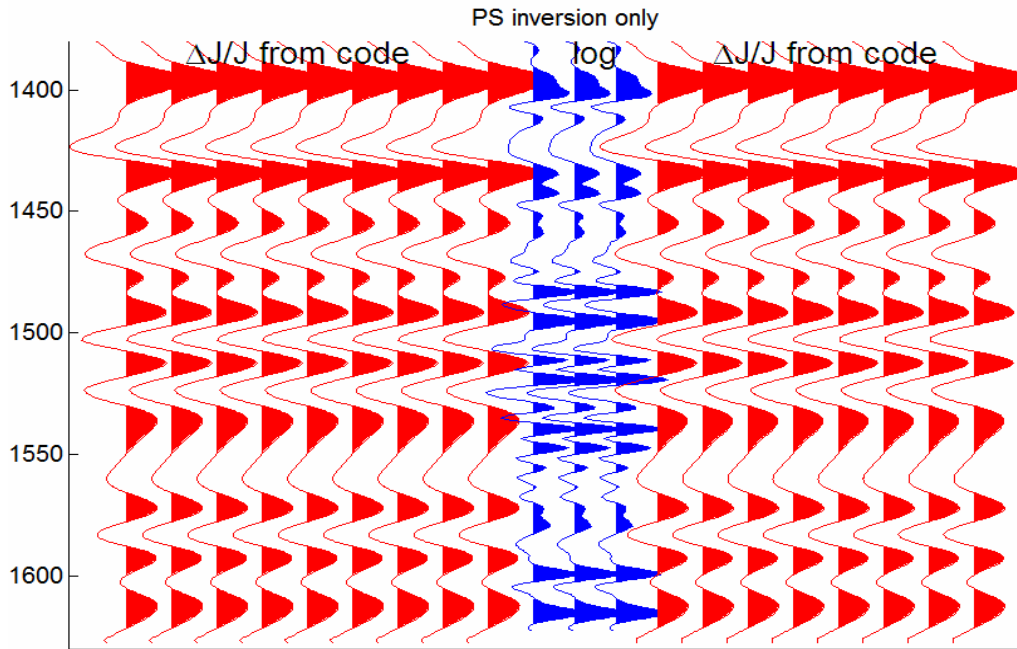 PS inversion only
ΔJ/J from code log ΔJ/J from code
1400
1450
1500
1550
1600